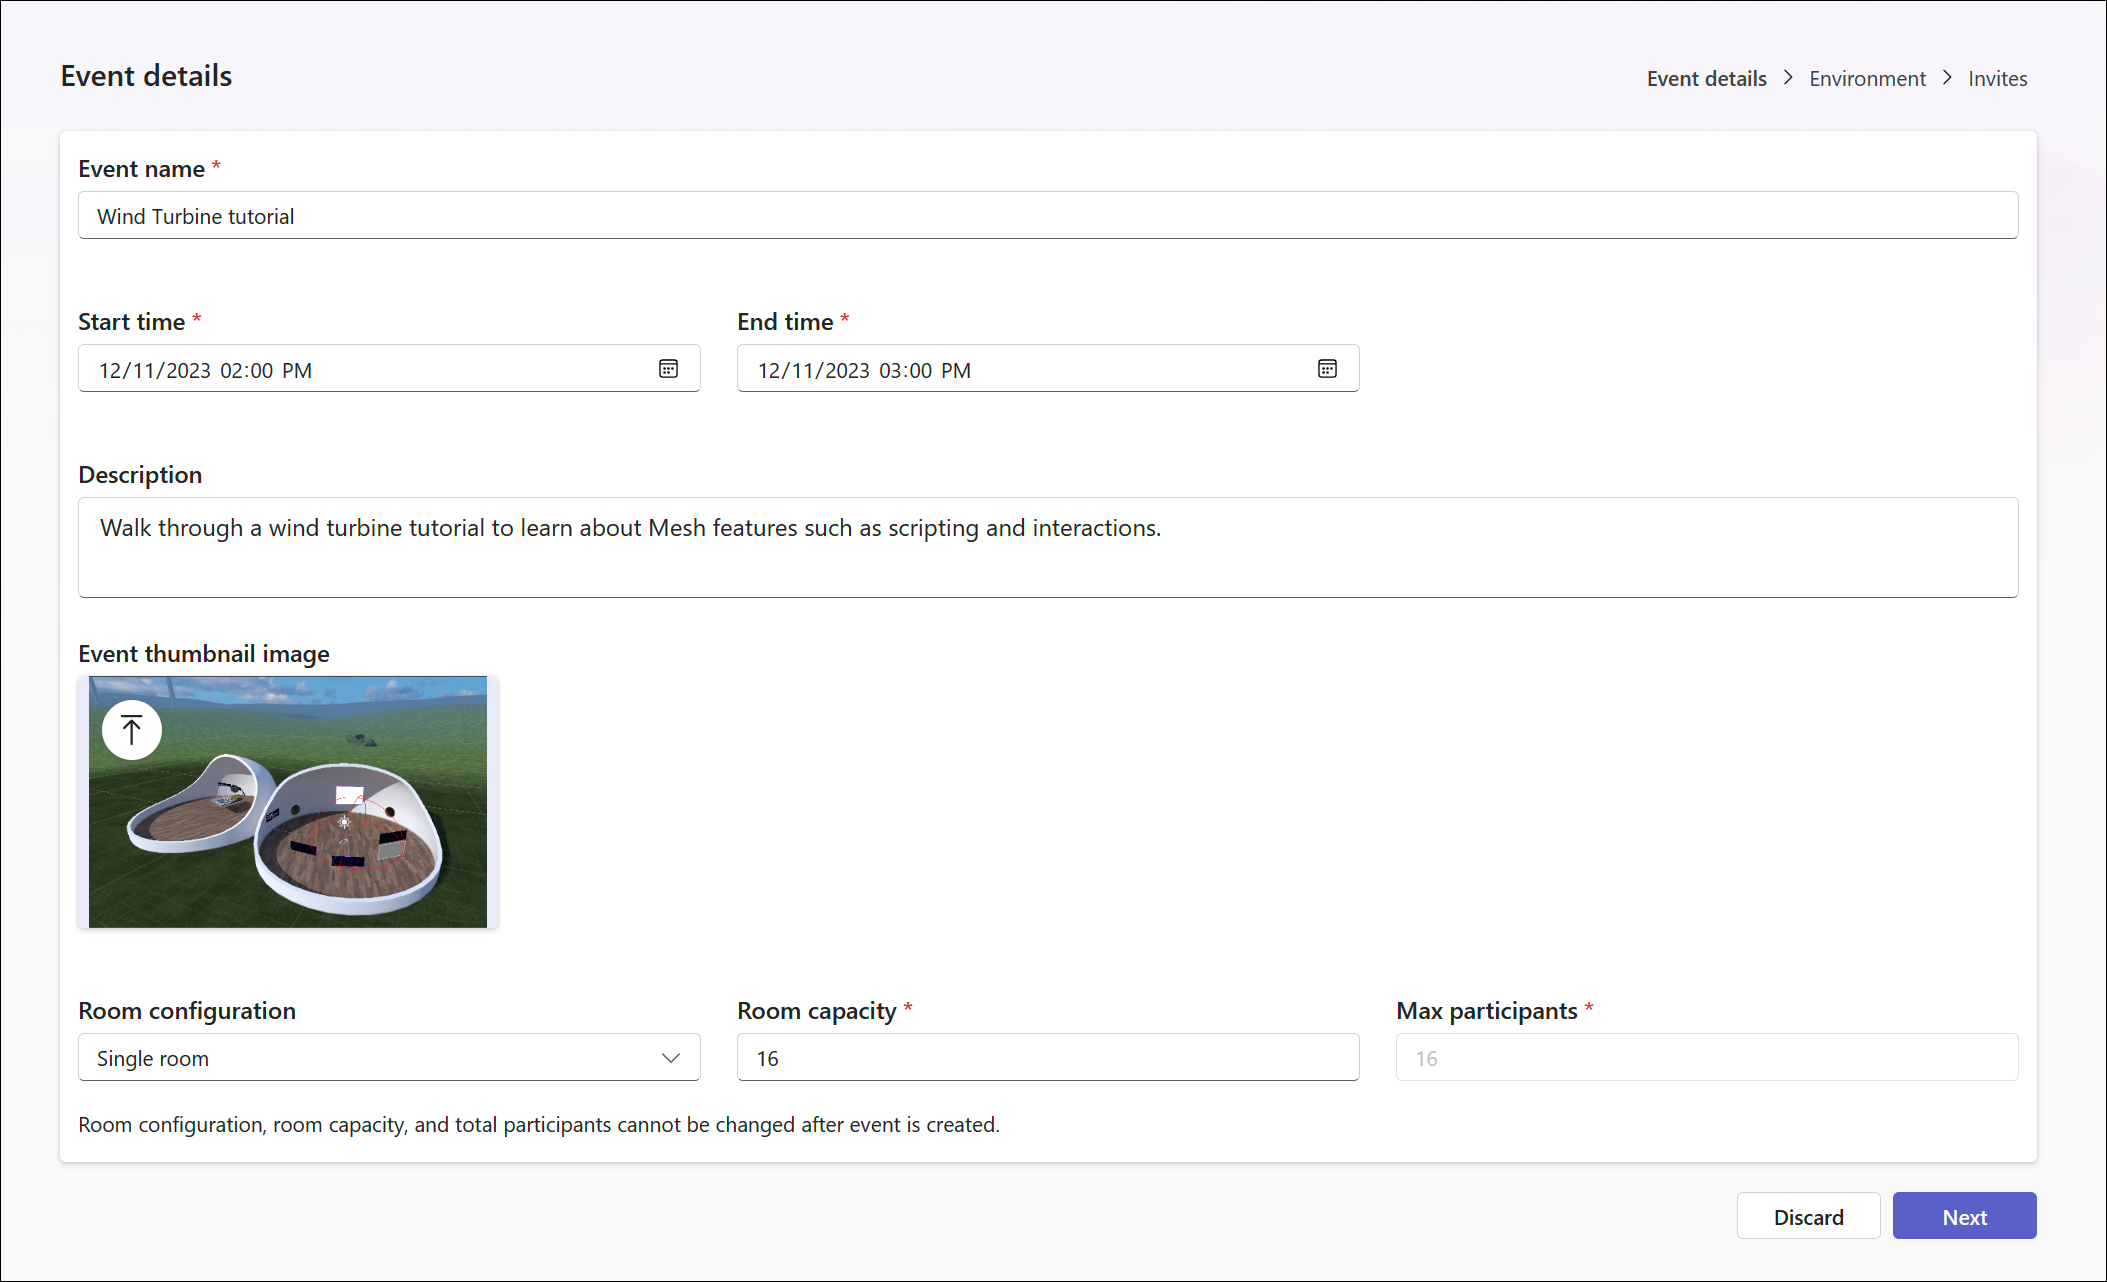 Event details
Event details > Environment > Invites
Event name *
Wind Turbine tutorial
Start time *
End time *
12/11/2023 02:00 PM
12/11/2023 03:00 PM
Description
Walk through a wind turbine tutorial to learn about Mesh features such as scripting and interactions.
Event thumbnail image
Room configuration
Room capacity *
Max participants *
Single room
16
16
Room configuration, room capacity, and total participants cannot be changed after event is created.
Discard
Next